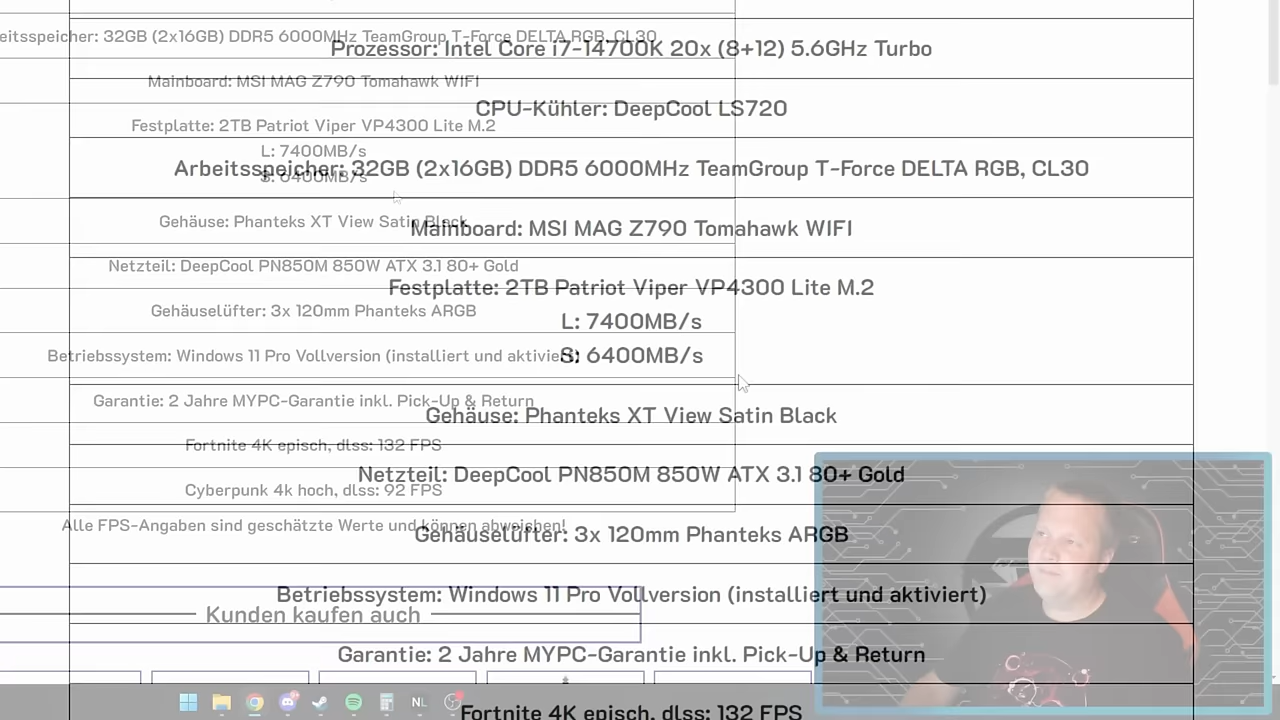 Arbeitsspeicher: 32GB (2x16GB) DDR5 6000MHz TeamGroup T-Force DELTA RGB, CL30
Mainboard: MSI MAG Z790 Tomahawk WIFI
Festplatte: 2TB Patriot Viper VP4300 Lite M.2
L: 7400MB/s
S: 6400MB/s
Gehäuse: Phanteks XT View Satin Black
Netzteil: DeepCool PN850M 850W ATX 3.1 80+ Gold
Gehäuselüfter: 3x 120mm Phanteks ARGB
Betriebssystem: Windows 11 Pro Vollversion (installiert und aktiviert)
Garantie: 2 Jahre MYPC-Garantie inkl. Pick-Up & Return
Fortnite 4K episch, dlss: 132 FPS
Cyberpunk 4k hoch, dlss: 92 FPS
Alle FPS-Angaben sind geschätzte Werte und können abweichen!
Kunden kaufen auch
Prozessor: Intel Core i7-14700K 20x (8+12) 5.6GHz Turbo
CPU-Kühler: DeepCool LS720
Arbeitsspeicher: 32GB (2x16GB) DDR5 6000MHz TeamGroup T-Force DELTA RGB, CL30
Mainboard: MSI MAG Z790 Tomahawk WIFI
Festplatte: 2TB Patriot Viper VP4300 Lite M.2
L: 7400MB/s
S: 6400MB/s
Gehäuse: Phanteks XT View Satin Black
Netzteil: DeepCool PN850M 850W ATX 3.1 80+ Gold
Gehäuselüfter: 3x 120mm Phanteks ARGB
Betriebssystem: Windows 11 Pro Vollversion (installiert und aktiviert)
Garantie: 2 Jahre MYPC-Garantie inkl. Pick-Up & Return
Fortnite 4K episch, dlss: 132 FPS
NL